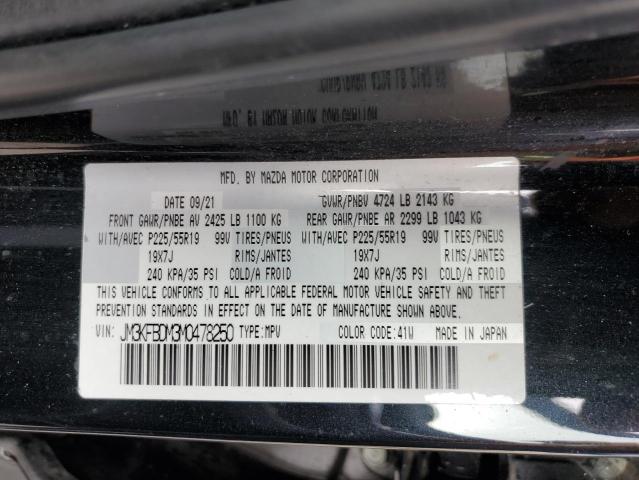 MFD. BY MAZDA MOTOR CORPORATION
DATE 09/21 GVWR/PNBV 4724 LB 2143 KG
FRONT GAWR/PNBE AV 2425 LB 1100 KG REAR GAWR/PNBE AR 2299 LB 1043 KG
WITH/AVEC P225/55R19 99V TIRES/PNEUS WITH/AVEC P225/55R19 99V TIRES/PNEUS
19X7J RIMS/JANTES 19X7J RIMS/JANTES
240 KPA/35 PSI COLD/A FROID 240 KPA/35 PSI COLD/A FROID
THIS VEHICLE CONFORMS TO ALL APPLICABLE FEDERAL MOTOR VEHICLE SAFETY AND THEFT
PREVENTION STANDARDS IN EFFECT ON THE DATE OF MANUFACTURE SHOWN ABOVE.
VIN: JM3KFBDM3M0478250 TYPE:MPV COLOR CODE:41W MADE IN JAPAN